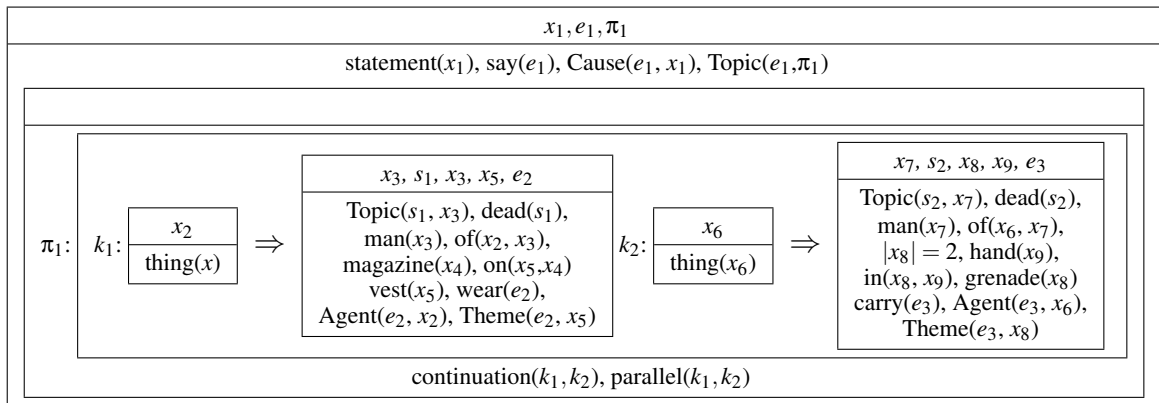 x₁, e₁, π₁
statement(x₁), say(e₁), Cause(e₁, x₁), Topic(e₁,π₁)
π₁:
k₁:
x₂
thing(x)
⇒
x₃, s₁, x₃, x₅, e₂
Topic(s₁, x₃), dead(s₁),
man(x₃), of(x₂, x₃),
magazine(x₄), on(x₅,x₄)
vest(x₅), wear(e₂),
Agent(e₂, x₂), Theme(e₂, x₅)
k₂:
x₆
thing(x₆)
⇒
x₇, s₂, x₈, x₉, e₃
Topic(s₂, x₇), dead(s₂),
man(x₇), of(x₆, x₇),
|x₈| = 2, hand(x₉),
in(x₈, x₉), grenade(x₈)
carry(e₃), Agent(e₃, x₆),
Theme(e₃, x₈)
continuation(k₁,k₂), parallel(k₁,k₂)